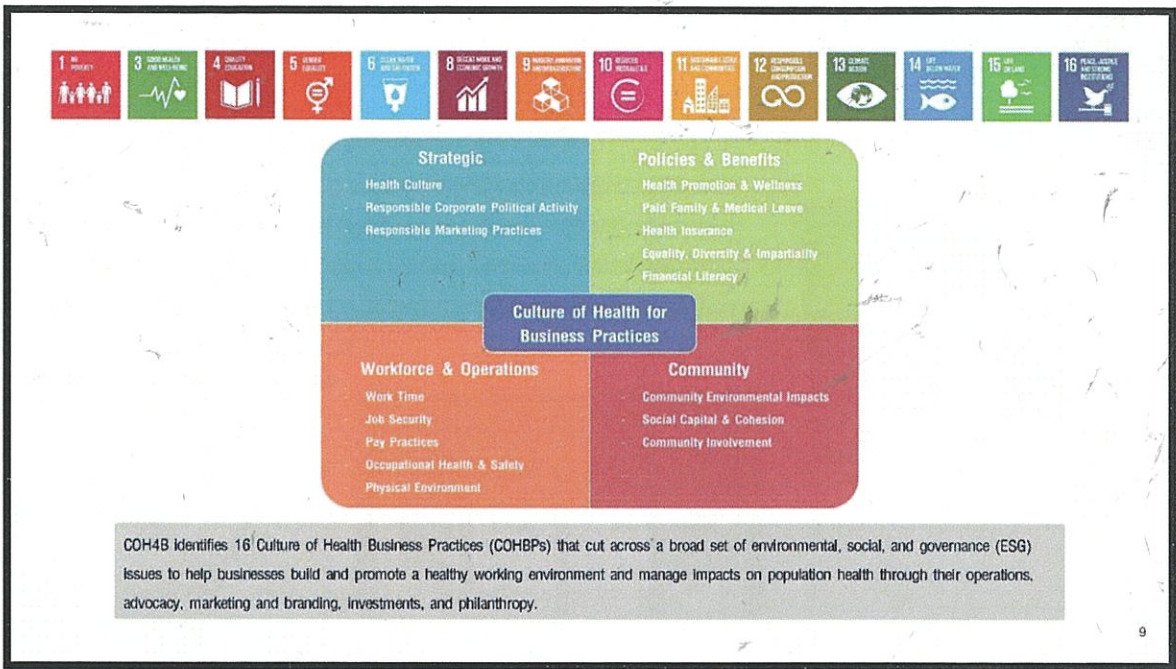 1 NO POVERTY
3 GOOD HEALTH AND WELL-BEING
4 QUALITY EDUCATION
5 GENDER EQUALITY
6 CLEAN WATER AND SANITATION
8 DECENT WORK AND ECONOMIC GROWTH
9 INDUSTRY, INNOVATION AND INFRASTRUCTURE
10 REDUCED INEQUALITIES
11 SUSTAINABLE CITIES AND COMMUNITIES
12 RESPONSIBLE CONSUMPTION AND PRODUCTION
13 CLIMATE ACTION
14 LIFE BELOW WATER
15 LIFE ON LAND
16 PEACE, JUSTICE AND STRONG INSTITUTIONS
Strategic
- Health Culture
- Responsible Corporate Political Activity
- Responsible Marketing Practices
Policies & Benefits
- Health Promotion & Wellness
- Paid Family & Medical Leave
- Health Insurance
- Equality, Diversity & Impartiality
- Financial Literacy
Culture of Health for
Business Practices
Workforce & Operations
- Work Time
- Job Security
- Pay Practices
- Occupational Health & Safety
- Physical Environment
Community
- Community Environmental Impacts
- Social Capital & Cohesion
- Community Involvement
COH4B identifies 16 Culture of Health Business Practices (COHBPs) that cut across a broad set of environmental, social, and governance (ESG)
issues to help businesses build and promote a healthy working environment and manage impacts on population health through their operations,
advocacy, marketing and branding, investments, and philanthropy.
9